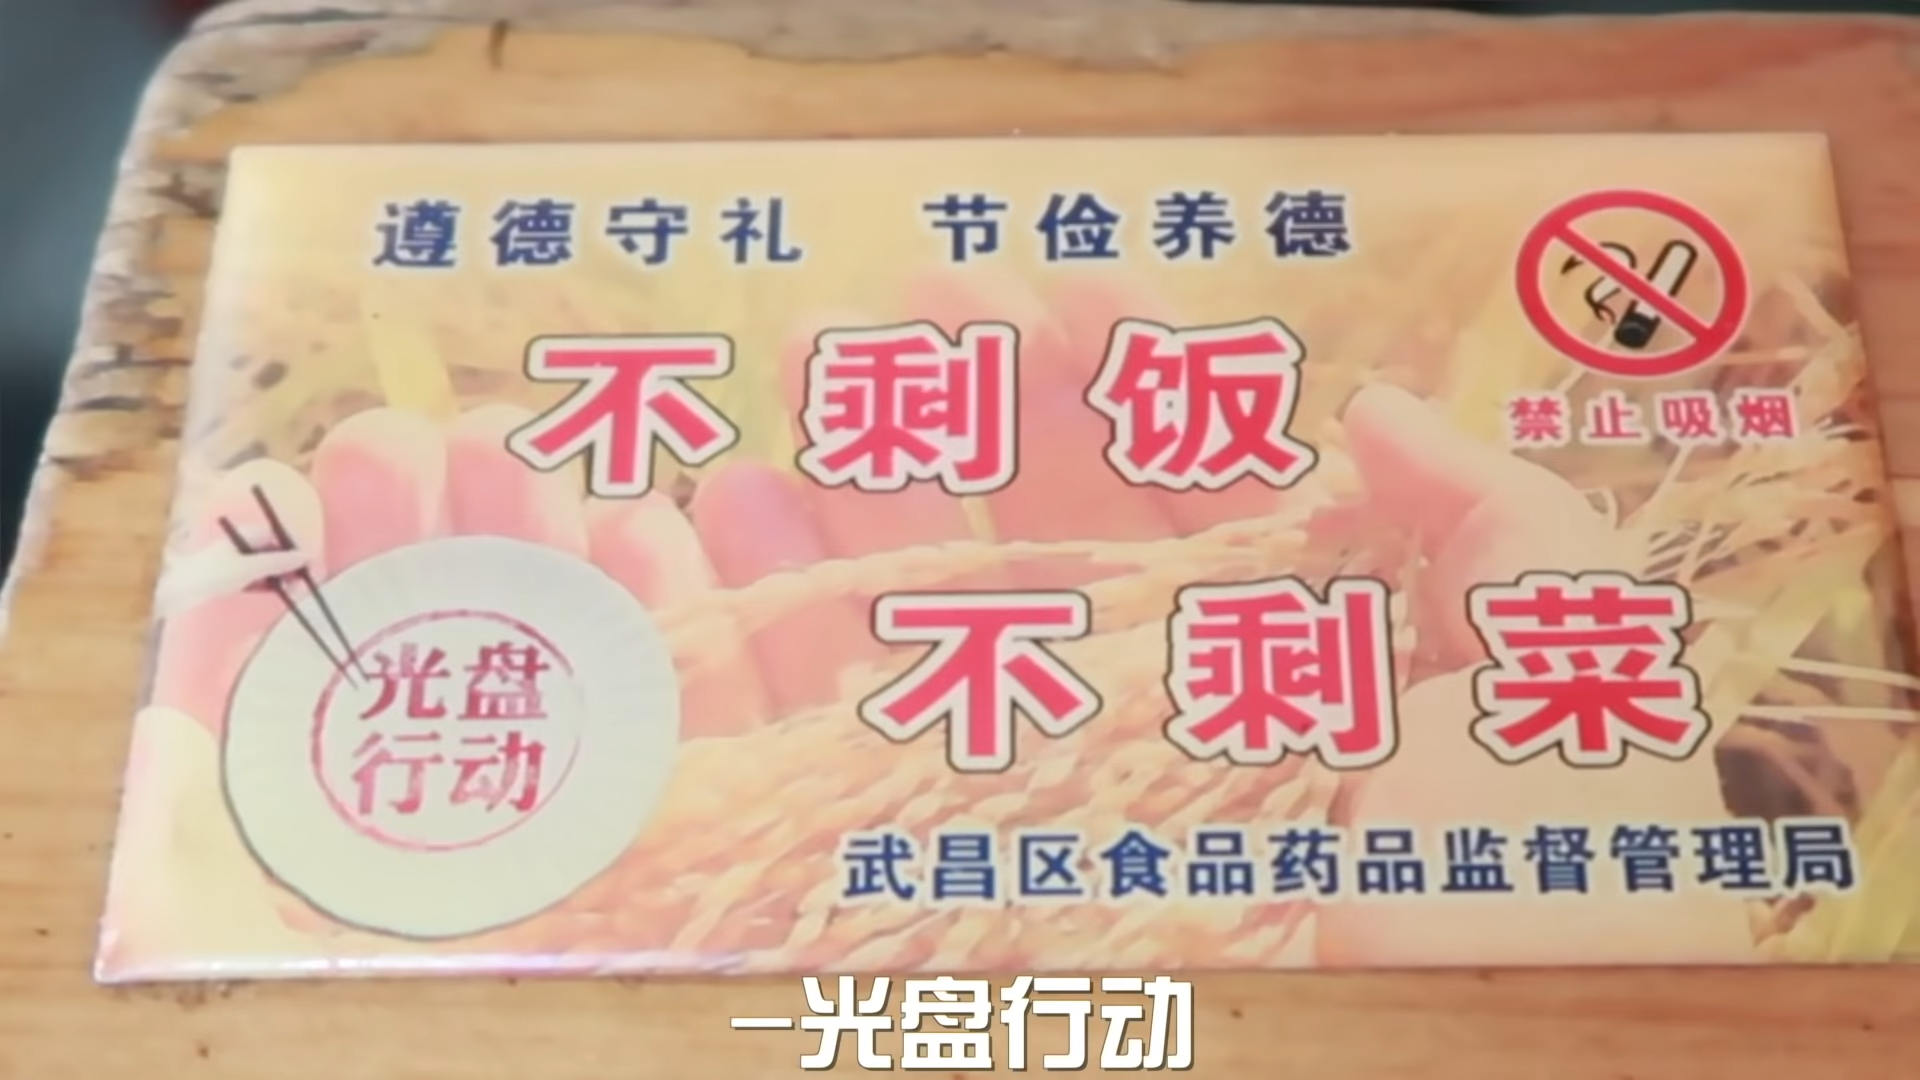 遵德守礼 节俭养德
不剩饭
禁止吸烟
不剩菜
光盘
行动
武昌区食品药品监督管理局
-光盘行动